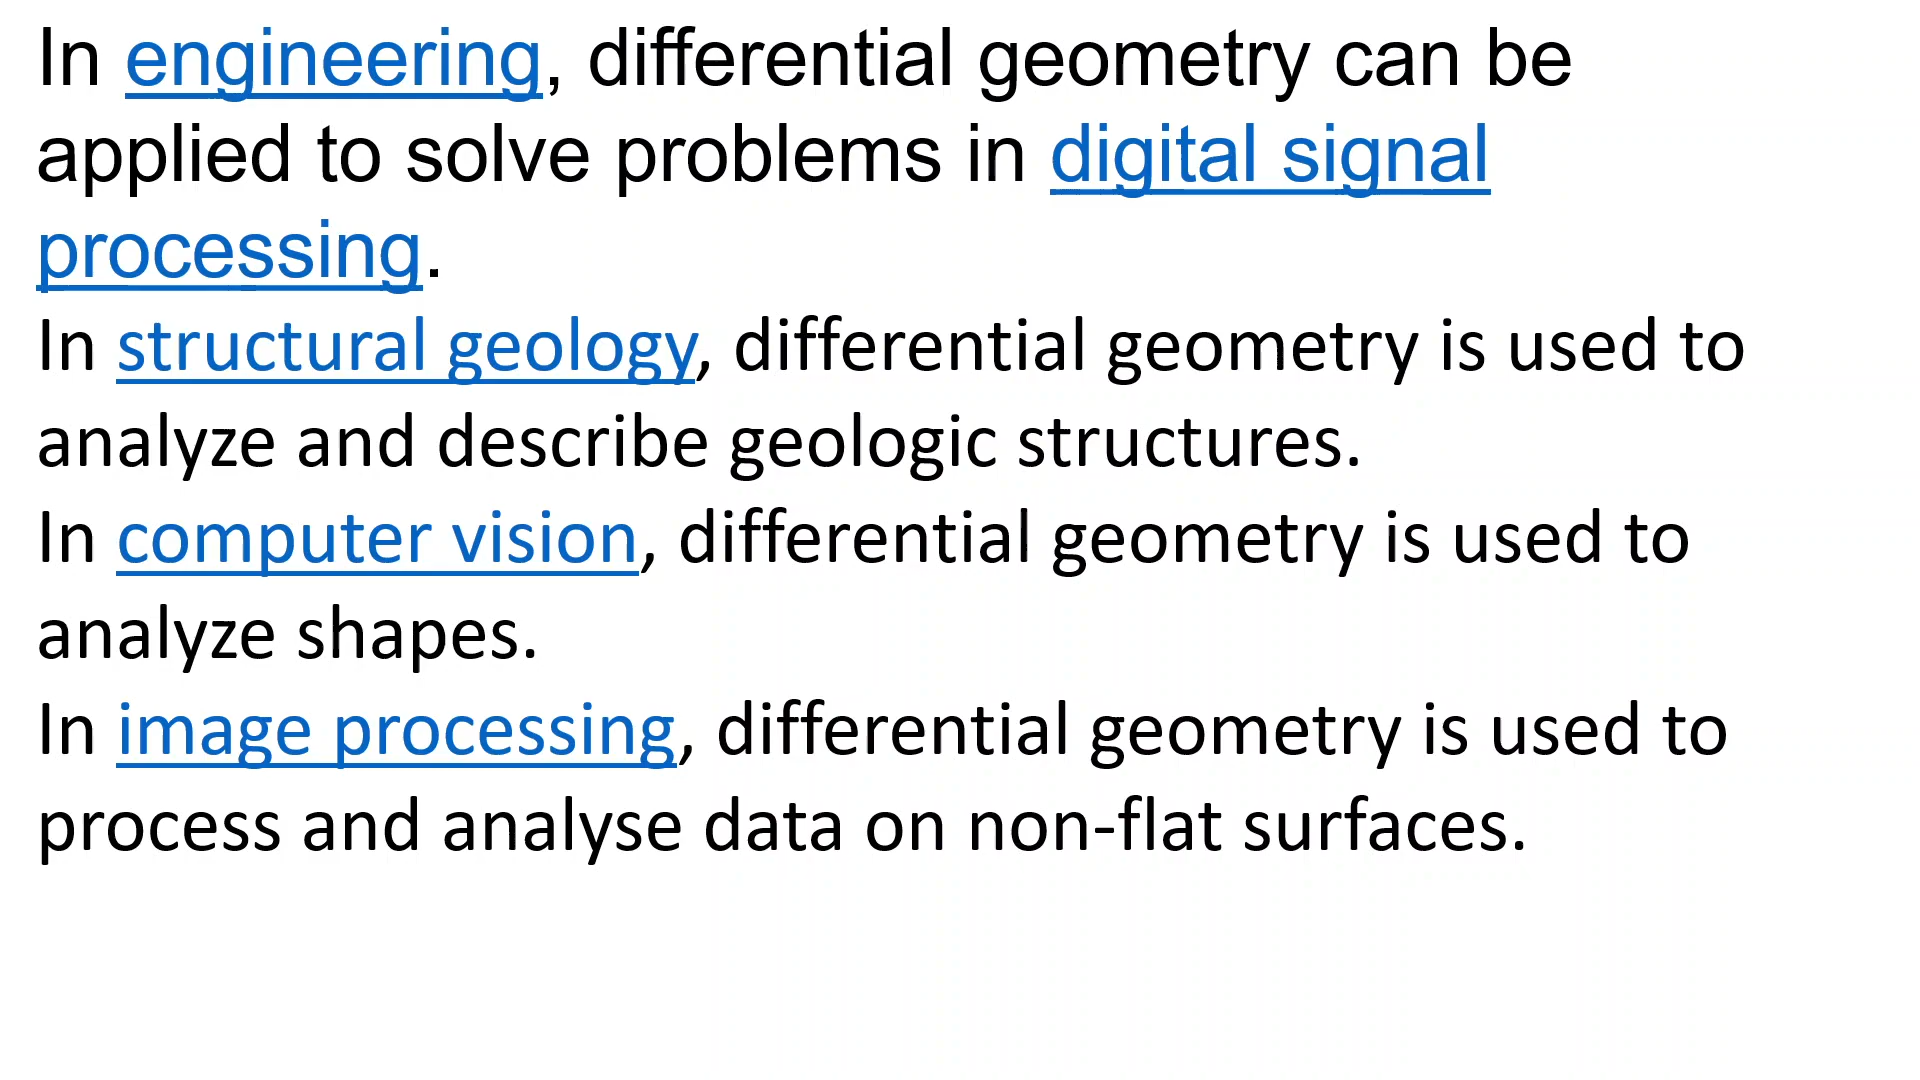 In engineering, differential geometry can be
applied to solve problems in digital signal
processing.
In structural geology, differential geometry is used to
analyze and describe geologic structures.
In computer vision, differential geometry is used to
analyze shapes.
In image processing, differential geometry is used to
process and analyse data on non-flat surfaces.